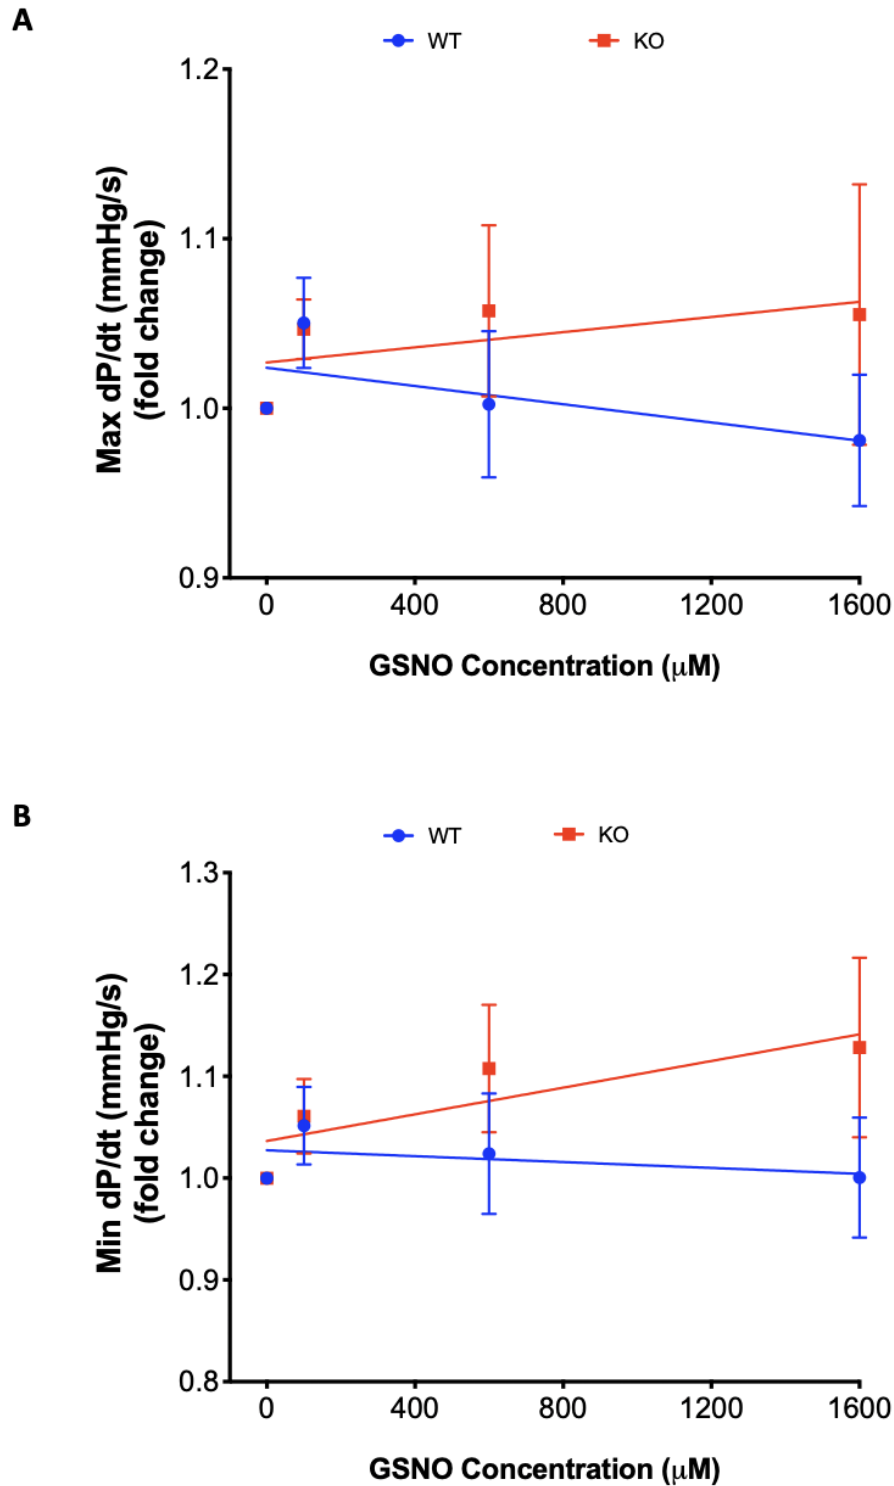 A
WT KO
1.2
1.1
1.0
0.9
Max dP/dt (mmHg/s)
(fold change)
0 400 800 1200 1600
GSNO Concentration (μM)
B
WT KO
1.3
1.2
1.1
1.0
0.9
0.8
Min dP/dt (mmHg/s)
(fold change)
0 400 800 1200 1600
GSNO Concentration (μM)